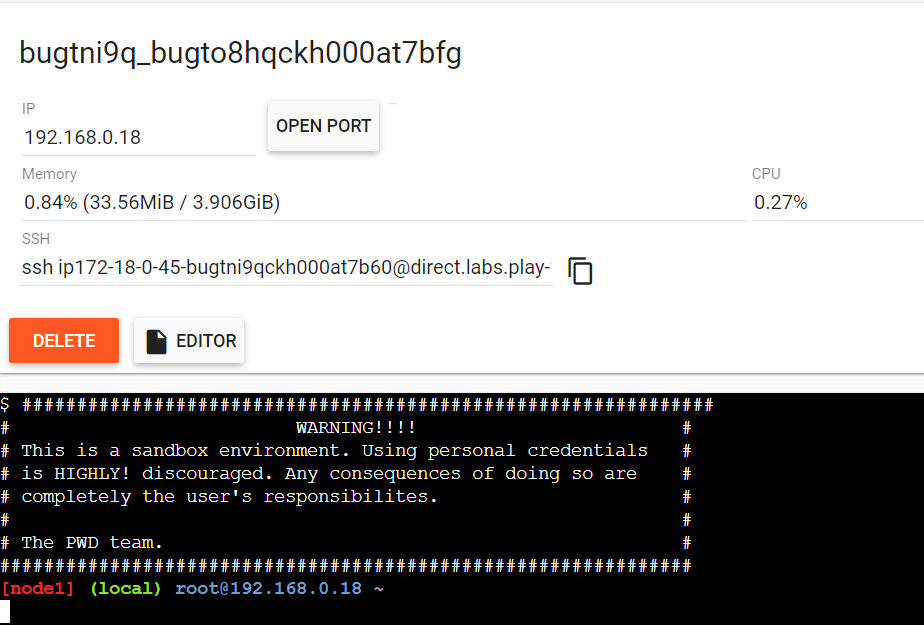 bugtni9q_bugto8hqckh000at7bfg
IP
192.168.0.18
OPEN PORT
Memory
0.84% (33.56MiB / 3.906GiB)
CPU
0.27%
SSH
ssh ip172-18-0-45-bugtni9qckh000at7b60@direct.labs.play-
DELETE
EDITOR
$ ###############################################################
#                          WARNING!!!!                        #
# This is a sandbox environment. Using personal credentials   #
# is HIGHLY! discouraged. Any consequences of doing so are    #
# completely the user's responsibilites.                      #
#                                                             #
# The PWD team.                                               #
###############################################################
[node1] (local) root@192.168.0.18 ~